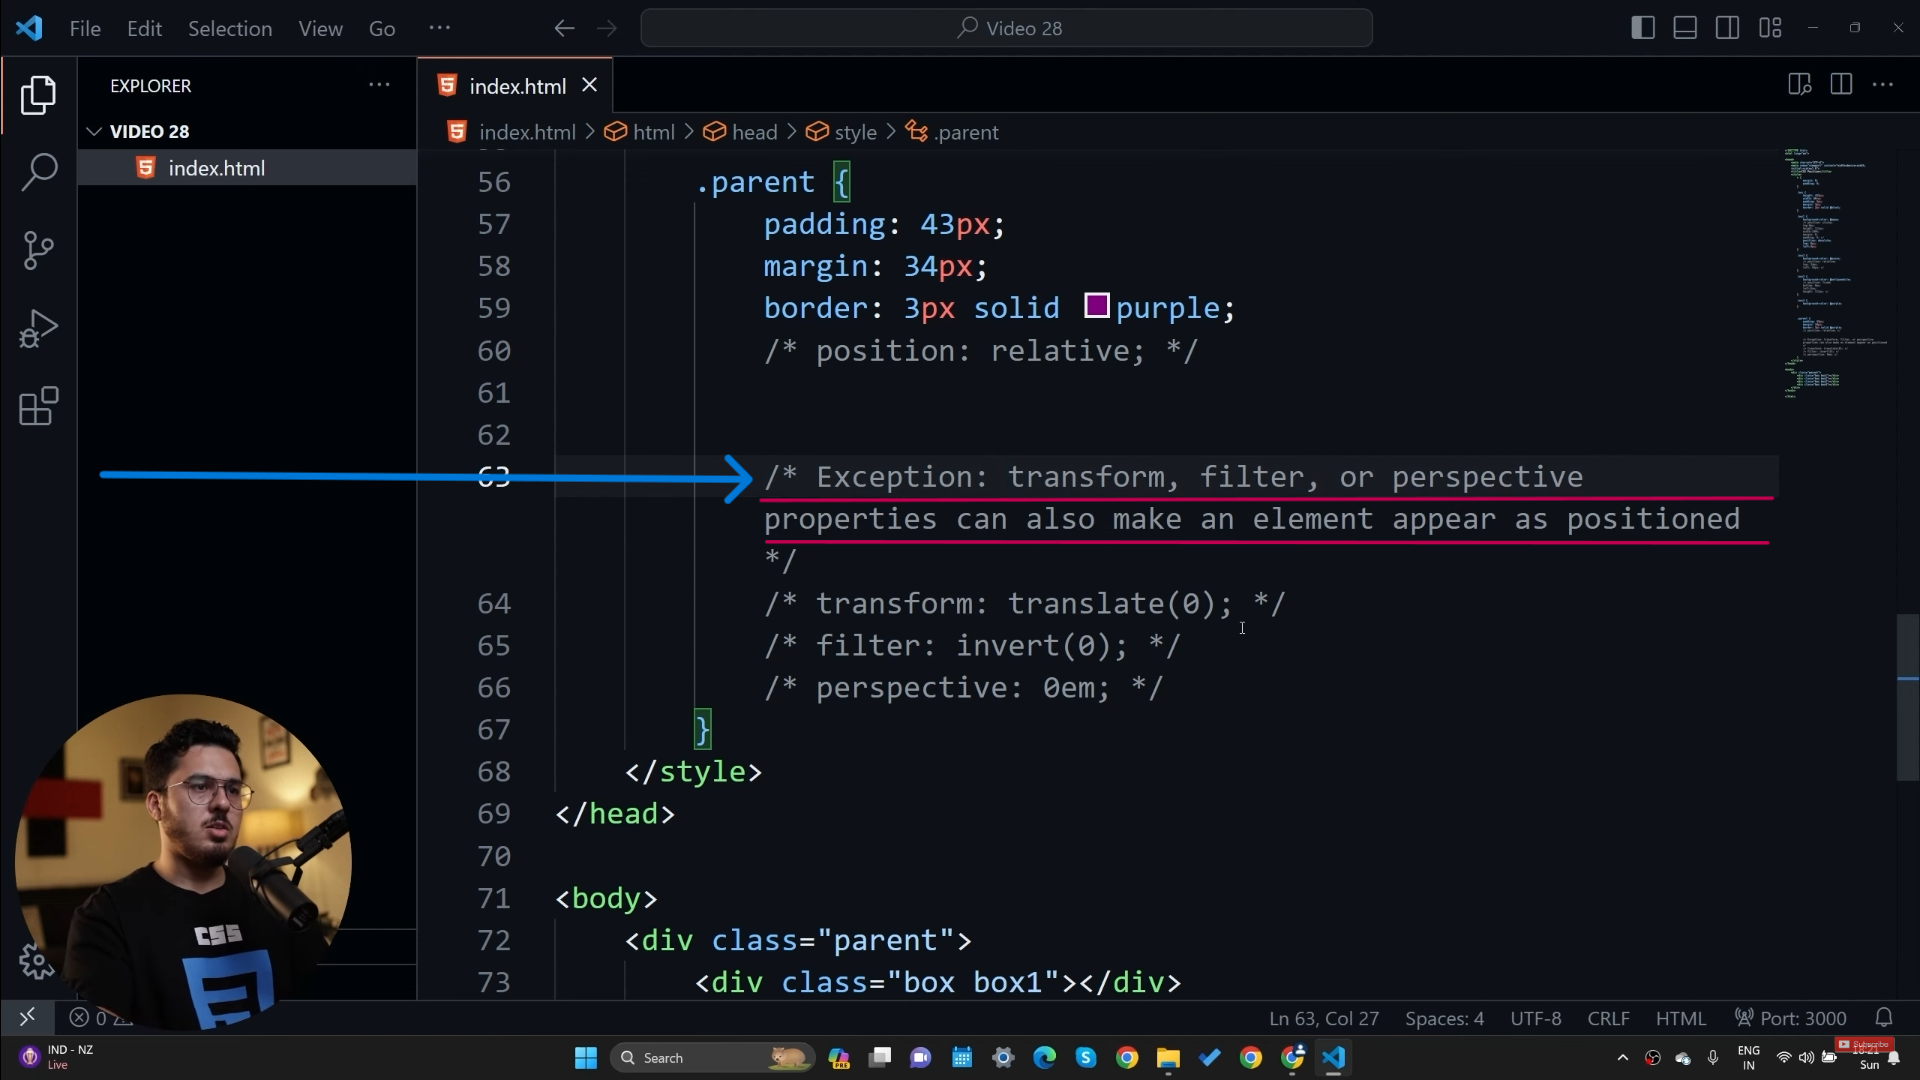 File Edit Selection View Go ···
Video 28
EXPLORER ···
index.html
VIDEO 28
index.html
index.html > html > head > style > .parent
56 .parent {
57 padding: 43px;
58 margin: 34px;
59 border: 3px solid purple;
60 /* position: relative; */
61
62
63 /* Exception: transform, filter, or perspective
properties can also make an element appear as positioned
*/
64 /* transform: translate(0); */
65 /* filter: invert(0); */
66 /* perspective: 0em; */
67 }
68 </style>
69 </head>
70
71 <body>
72 <div class="parent">
73 <div class="box box1"></div>
CSS
0
Ln 63, Col 27 Spaces: 4 UTF-8 CRLF HTML Port: 3000
IND - NZ
Live
Search
PRE
ENG
IN
Subscribe
Sun